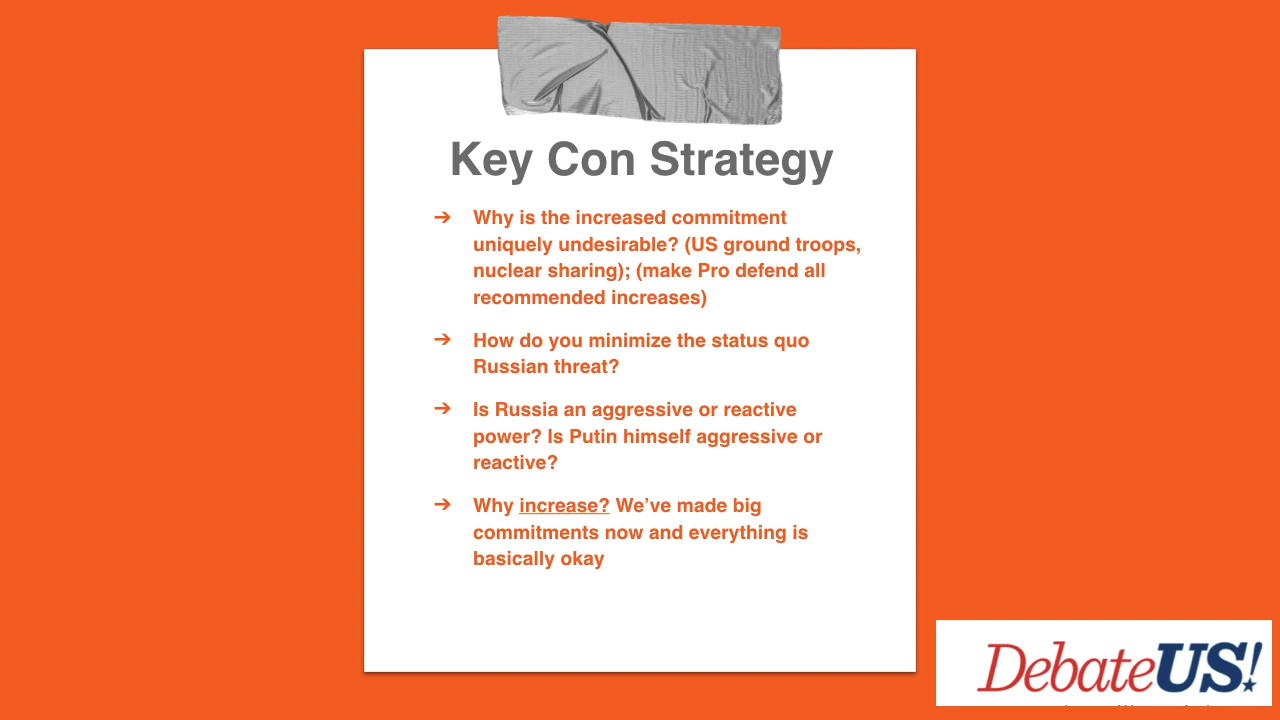 Key Con Strategy
➔ Why is the increased commitment
uniquely undesirable? (US ground troops,
nuclear sharing); (make Pro defend all
recommended increases)
➔ How do you minimize the status quo
Russian threat?
➔ Is Russia an aggressive or reactive
power? Is Putin himself aggressive or
reactive?
➔ Why increase? We’ve made big
commitments now and everything is
basically okay
DebateUS!